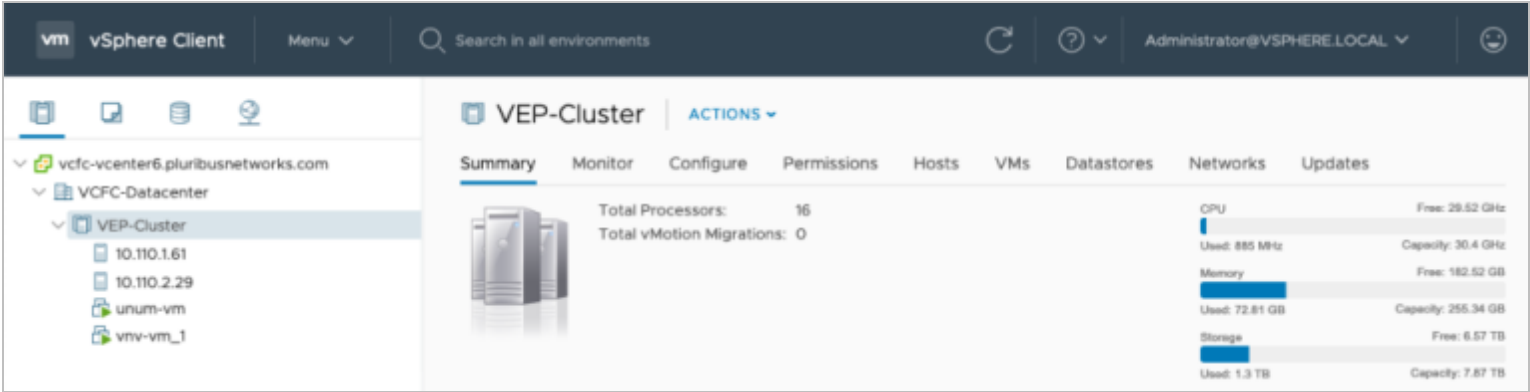 vm vSphere Client Menu Search in all environments Administrator@VSPHERE.LOCAL
vcfc-vcenter6.pluribusnetworks.com
VCFC-Datacenter
VEP-Cluster
10.110.1.61
10.110.2.29
unum-vm
vnv-vm_1
VEP-Cluster ACTIONS
Summary Monitor Configure Permissions Hosts VMs Datastores Networks Updates
Total Processors: 16
Total vMotion Migrations: 0
CPU Free: 29.52 GHz
Used: 885 MHz Capacity: 30.4 GHz
Memory Free: 182.52 GB
Used: 72.81 GB Capacity: 255.34 GB
Storage Free: 6.57 TB
Used: 1.3 TB Capacity: 7.87 TB